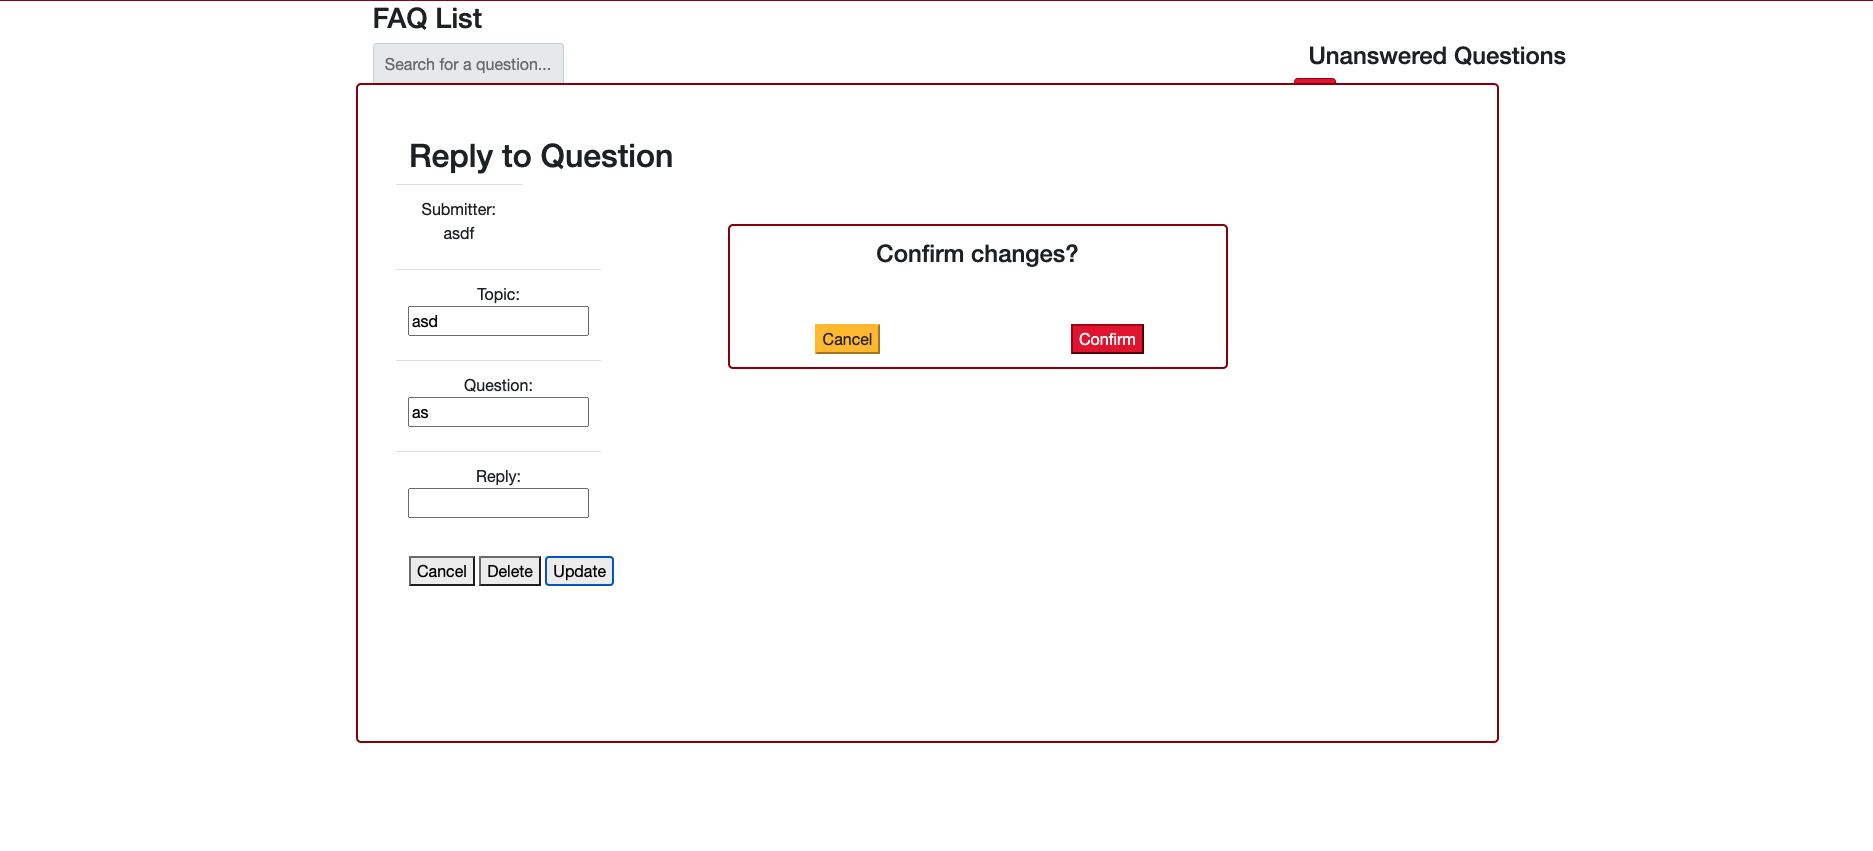 FAQ List
Search for a question...
Unanswered Questions
Reply to Question
Submitter:
asdf
Topic:
asd
Question:
as
Reply:
Cancel Delete Update
Confirm changes?
Cancel Confirm